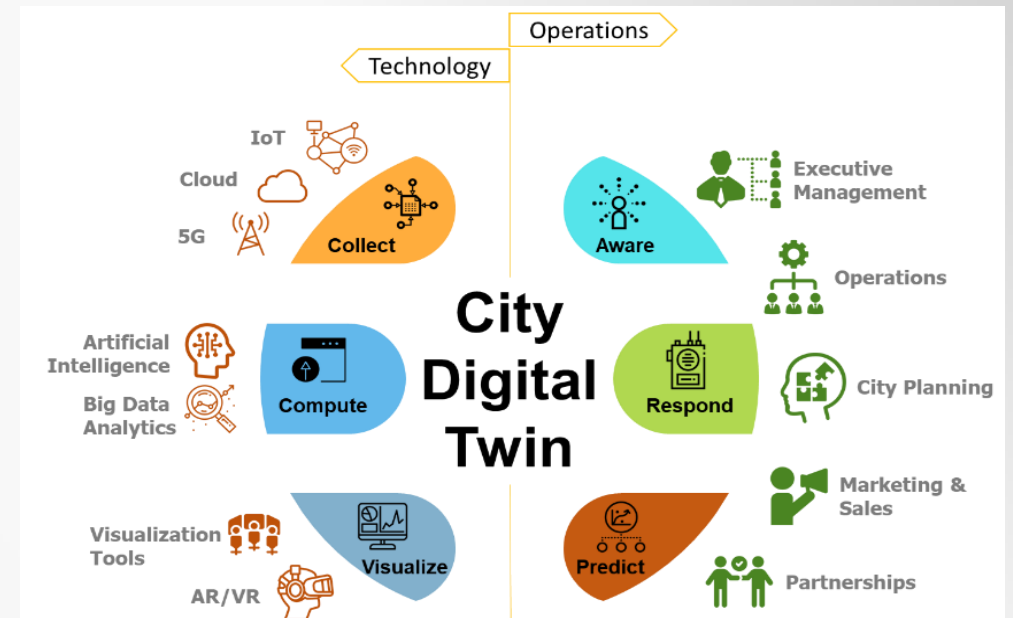 Operations
Technology
IoT
Cloud
5G
Collect
Artificial
Intelligence
Big Data
Analytics
Compute
Visualization
Tools
AR/VR
Visualize
City
Digital
Twin
Aware
Executive
Management
Operations
Respond
City Planning
Marketing &
Sales
Predict
Partnerships